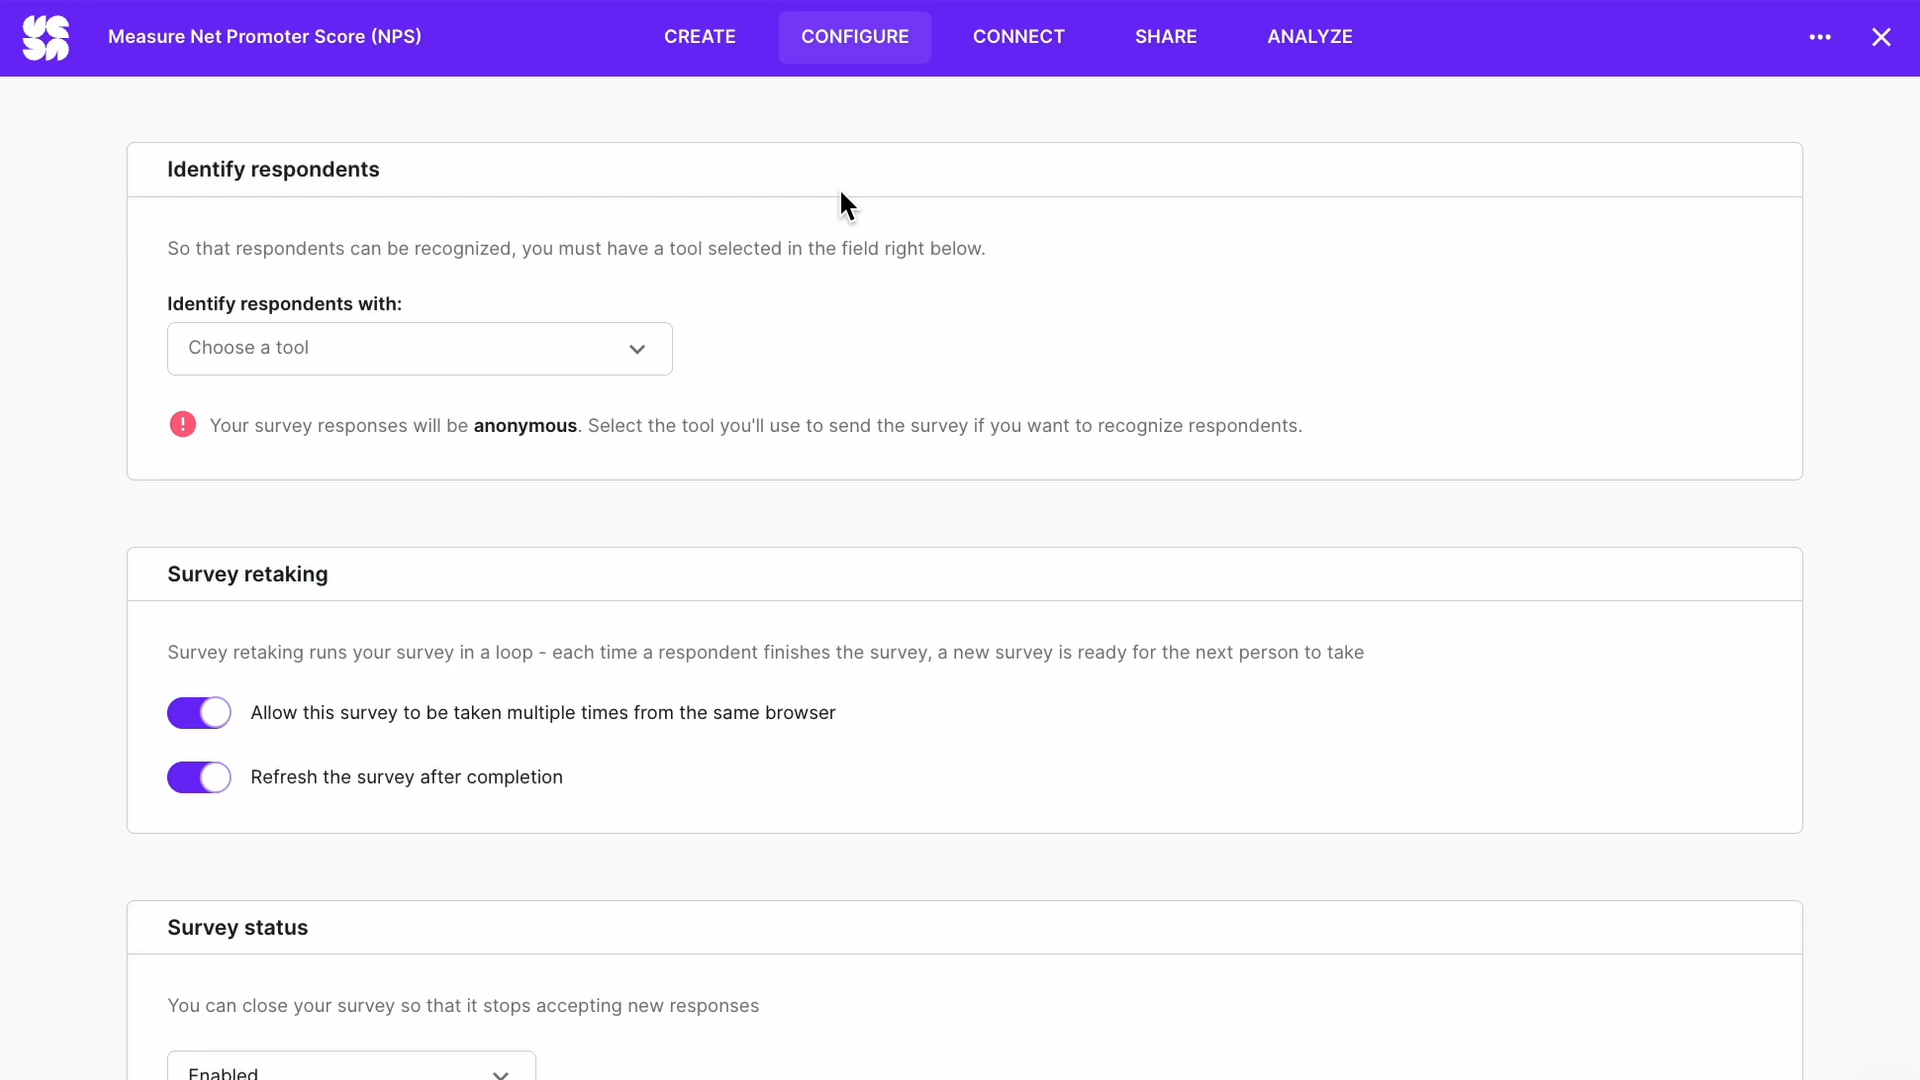 Measure Net Promoter Score (NPS)
CREATE
CONFIGURE
CONNECT
SHARE
ANALYZE
Identify respondents
So that respondents can be recognized, you must have a tool selected in the field right below.
Identify respondents with:
Choose a tool
Your survey responses will be anonymous. Select the tool you'll use to send the survey if you want to recognize respondents.
Survey retaking
Survey retaking runs your survey in a loop - each time a respondent finishes the survey, a new survey is ready for the next person to take
Allow this survey to be taken multiple times from the same browser
Refresh the survey after completion
Survey status
You can close your survey so that it stops accepting new responses
Enabled